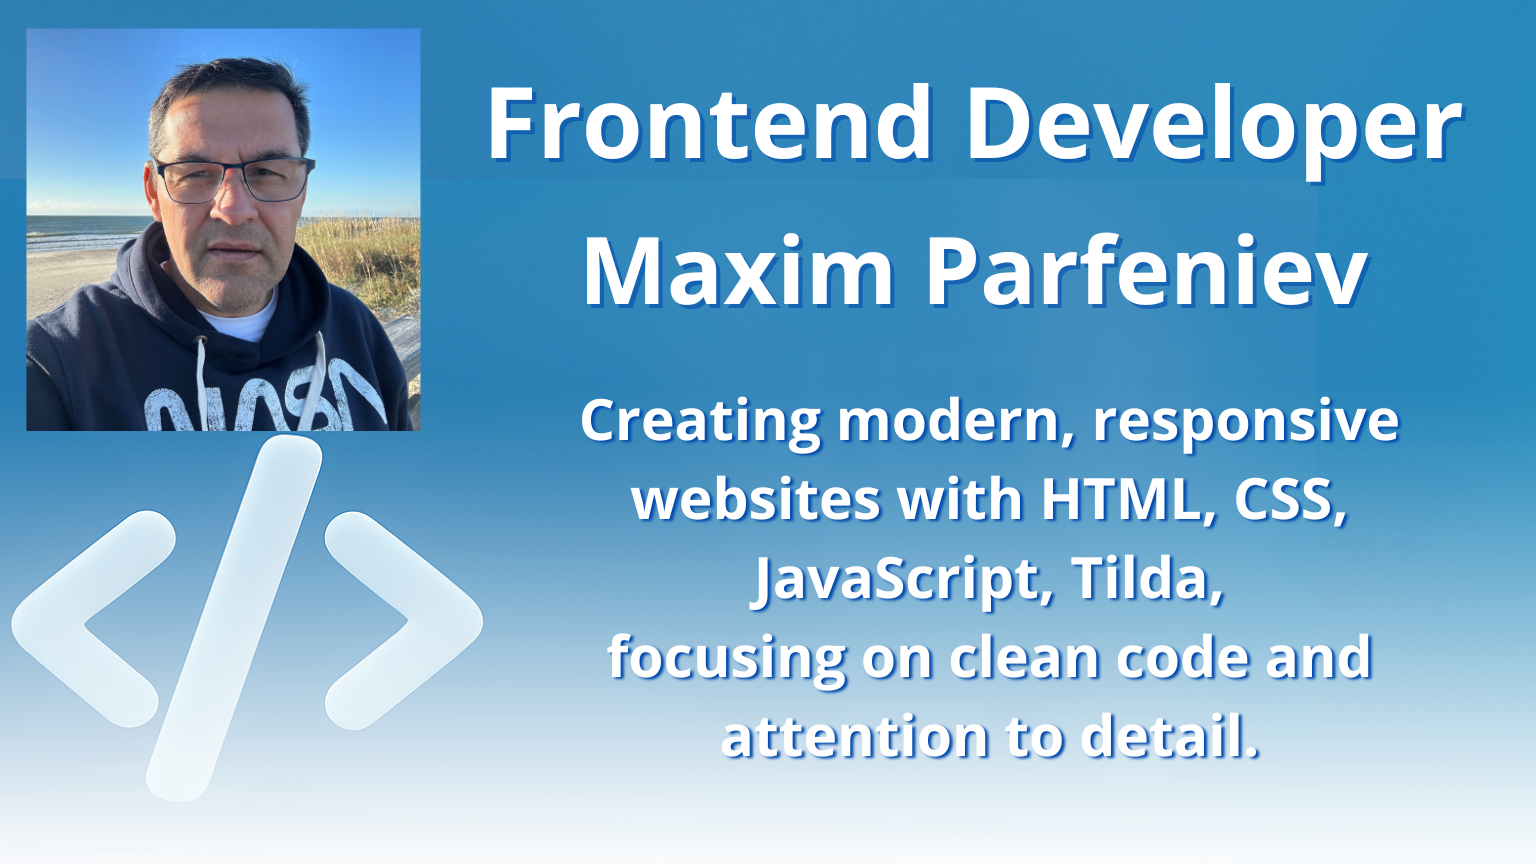 Frontend Developer
Maxim Parfeniev
Creating modern, responsive
websites with HTML, CSS,
JavaScript, Tilda,
focusing on clean code and
attention to detail.
NASA